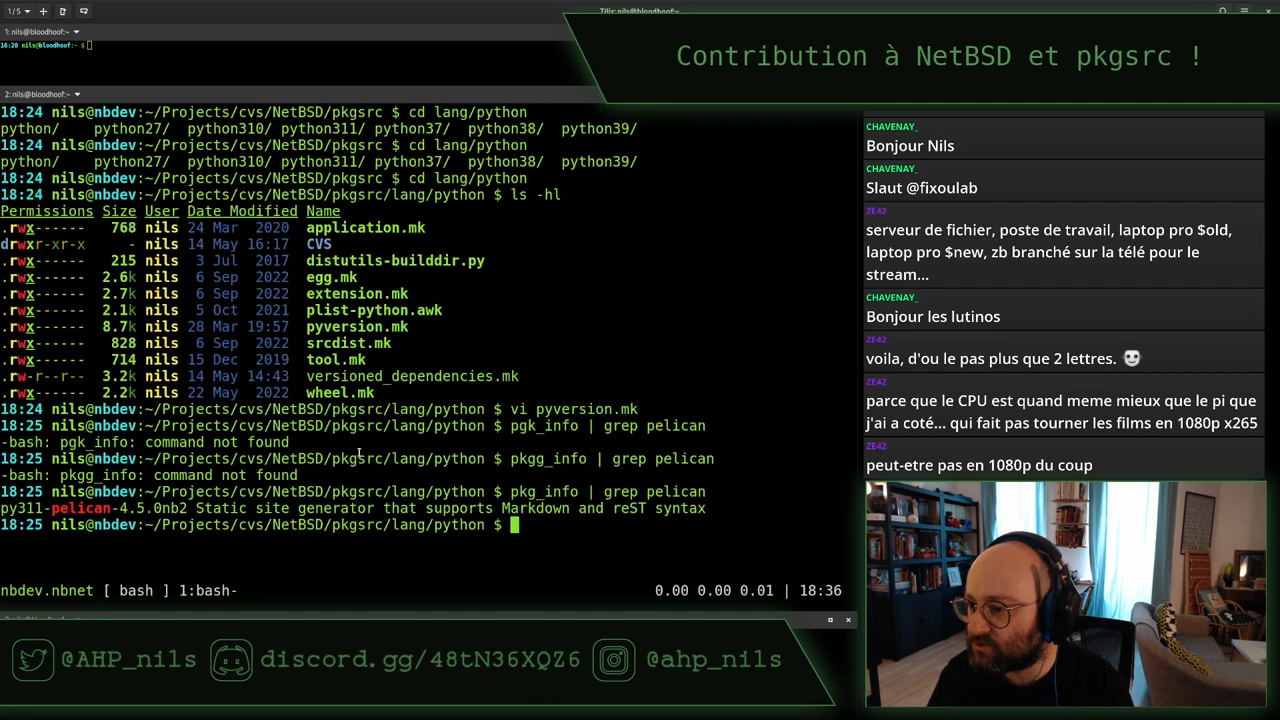 1/5
Tilix: nils@bloodhoof:~
1: nils@bloodhoof:~
16:20 nils@bloodhoof:~ $
Contribution à NetBSD et pkgsrc !
2: nils@bloodhoof:~
18:24 nils@nbdev:~/Projects/cvs/NetBSD/pkgsrc $ cd lang/python
python/ python27/ python310/ python311/ python37/ python38/ python39/
18:24 nils@nbdev:~/Projects/cvs/NetBSD/pkgsrc $ cd lang/python
python/ python27/ python310/ python311/ python37/ python38/ python39/
18:24 nils@nbdev:~/Projects/cvs/NetBSD/pkgsrc $ cd lang/python
18:24 nils@nbdev:~/Projects/cvs/NetBSD/pkgsrc/lang/python $ ls -hl
Permissions Size User Date Modified Name
.rwx------ 768 nils 24 Mar 2020 application.mk
drwxr-xr-x - nils 14 May 16:17 CVS
.rwx------ 215 nils 3 Jul 2017 distutils-builddir.py
.rwx------ 2.6k nils 6 Sep 2022 egg.mk
.rwx------ 2.7k nils 6 Sep 2022 extension.mk
.rwx------ 2.1k nils 5 Oct 2021 plist-python.awk
.rwx------ 8.7k nils 28 Mar 19:57 pyversion.mk
.rwx------ 828 nils 6 Sep 2022 srcdist.mk
.rwx------ 714 nils 15 Dec 2019 tool.mk
.rw-r--r-- 3.2k nils 14 May 14:43 versioned_dependencies.mk
.rwx------ 2.2k nils 22 May 2022 wheel.mk
18:24 nils@nbdev:~/Projects/cvs/NetBSD/pkgsrc/lang/python $ vi pyversion.mk
18:25 nils@nbdev:~/Projects/cvs/NetBSD/pkgsrc/lang/python $ pgk_info | grep pelican
-bash: pgk_info: command not found
18:25 nils@nbdev:~/Projects/cvs/NetBSD/pkgsrc/lang/python $ pkgg_info | grep pelican
-bash: pkgg_info: command not found
18:25 nils@nbdev:~/Projects/cvs/NetBSD/pkgsrc/lang/python $ pkg_info | grep pelican
py311-pelican-4.5.0nb2 Static site generator that supports Markdown and reST syntax
18:25 nils@nbdev:~/Projects/cvs/NetBSD/pkgsrc/lang/python $
nbdev.nbnet [ bash ] 1:bash- 0.00 0.00 0.01 | 18:36
CHAVENAY_
Bonjour Nils
CHAVENAY_
Slaut @fixoulab
ZE42
serveur de fichier, poste de travail, laptop pro $old,
laptop pro $new, zb branché sur la télé pour le
stream...
CHAVENAY_
Bonjour les lutinos
ZE42
voila, d'ou le pas plus que 2 lettres.
ZE42
parce que le CPU est quand meme mieux que le pi que
j'ai a coté... qui fait pas tourner les films en 1080p x265
ZE42
peut-etre pas en 1080p du coup
@AHP_nils discord.gg/48tN36XQZ6 @ahp_nils